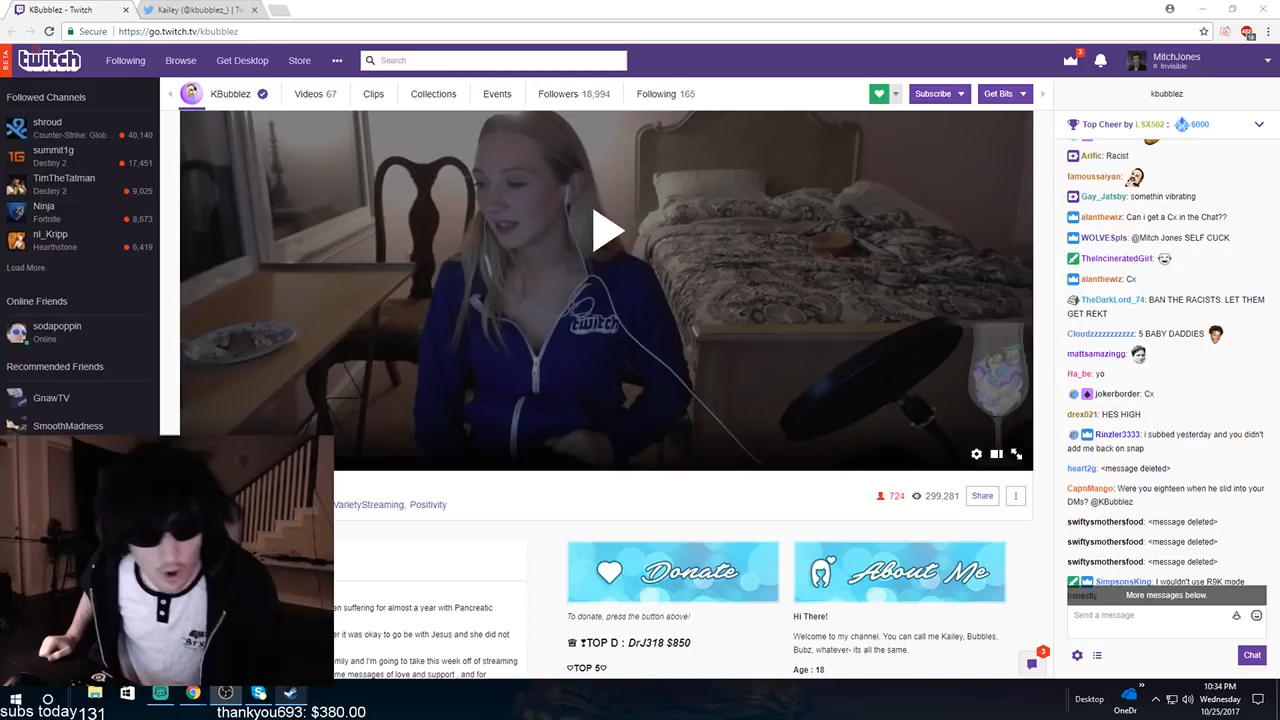 KBubblez - Twitch
Kailey (@kbubblez_) | Tw
Secure
https://go.twitch.tv/kbubblez
BETA
twitch
Following
Browse
Get Desktop
Store
Search
3
MitchJones
Invisible
Followed Channels
shroud
Counter-Strike: Glob...
40,140
summit1g
Destiny 2
17,451
TimTheTatman
Destiny 2
9,025
Ninja
Fortnite
8,673
nl_Kripp
Hearthstone
6,419
Load More
Online Friends
sodapoppin
Online
Recommended Friends
GnawTV
SmoothMadness
KBubblez
Videos 67
Clips
Collections
Events
Followers 18,994
Following 165
Subscribe
Get Bits
twitch
VarietyStreaming, Positivity
724
299,281
Share
en suffering for almost a year with Pancreatic
er it was okay to go be with Jesus and she did not
mily and I'm going to take this week off of streaming
me messages of love and support , and for
Donate
To donate, press the button above!
TOP D : DrJ318 $850
TOP 5
About Me
Hi There!
Welcome to my channel. You can call me Kailey, Bubbles,
Bubz, whatever- its all the same.
Age : 18
kbubblez
Top Cheer by LSX502 : 6000
Arific: Racist
famoussaiyan:
Gay_Jatsby: somethin vibrating
alanthewiz: Can i get a Cx in the Chat??
WOLVESpls: @Mitch Jones SELF CUCK
TheIncineratedGirl:
alanthewiz: Cx
TheDarkLord_74: BAN THE RACISTS. LET THEM
GET REKT
Cloudzzzzzzzzzzz: 5 BABY DADDIES
mattsamazingg:
Ha_be: yo
jokerborder: Cx
drex021: HES HIGH
Rinzler3333: i subbed yesterday and you didn't
add me back on snap
heart2g: <message deleted>
CapnMango: Were you eighteen when he slid into your
DMs? @KBubblez
swiftysmothersfood: <message deleted>
swiftysmothersfood: <message deleted>
swiftysmothersfood: <message deleted>
SimpsonsKing: I wouldn't use R9K mode
honestly
More messages below.
Send a message
Chat
3
Desktop
OneDr
10:34 PM
Wednesday
10/25/2017
subs today 131
thankyou693: $380.00